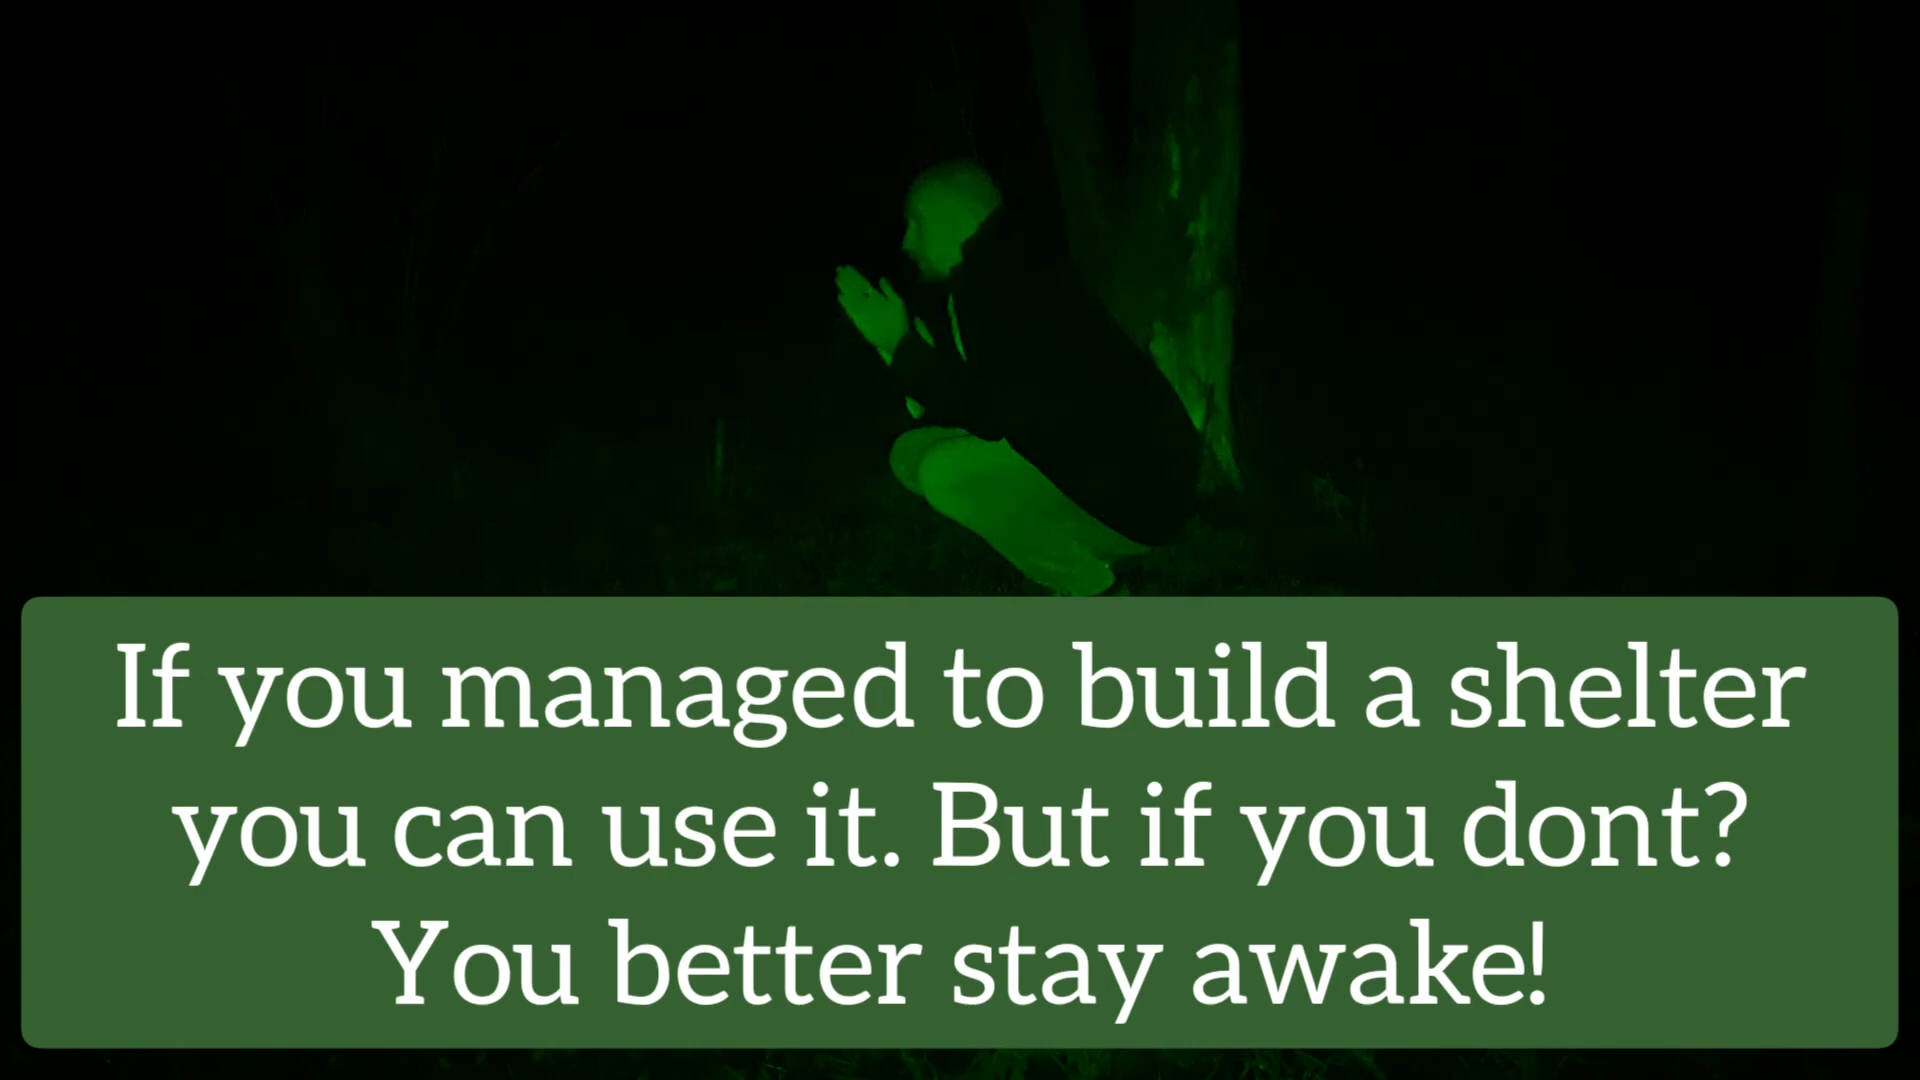 If you managed to build a shelter
you can use it. But if you dont?
You better stay awake!